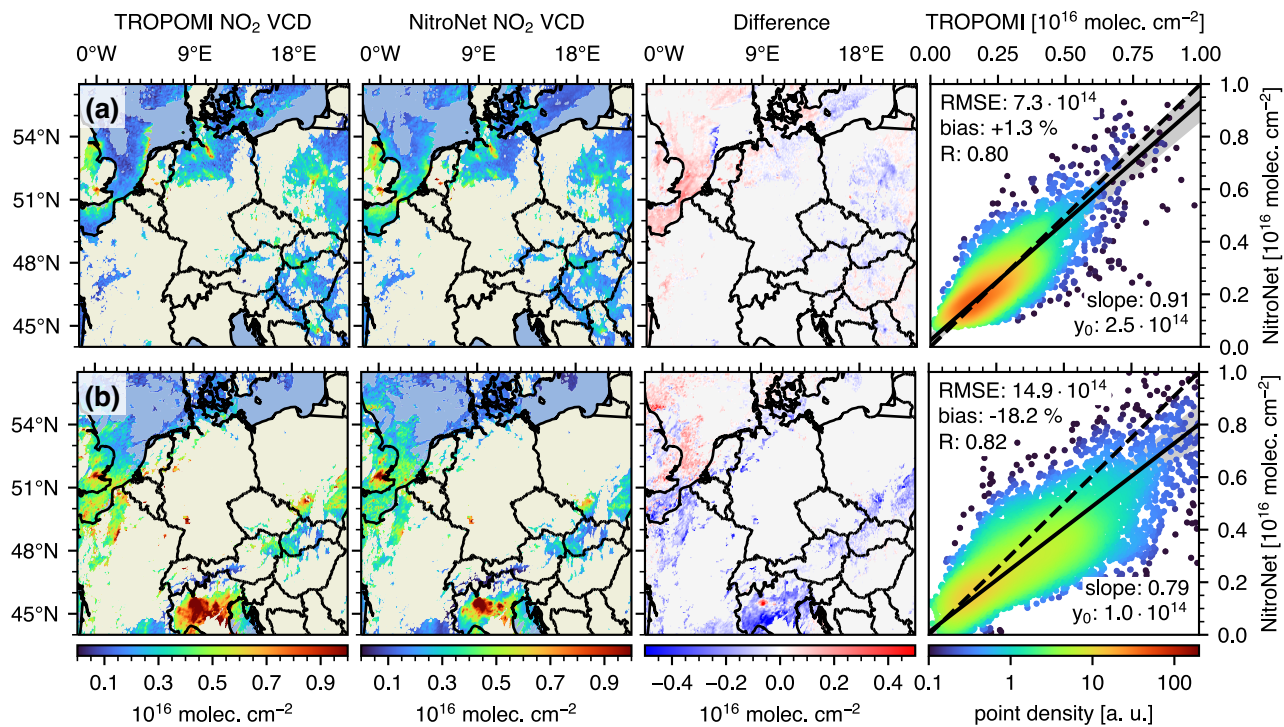 TROPOMI NO₂ VCD
NitroNet NO₂ VCD
Difference
TROPOMI [10¹⁶ molec. cm⁻²]
0°W 9°E 18°E
0°W 9°E 18°E
0°W 9°E 18°E
0.00 0.25 0.50 0.75 1.00
(a)
54°N
51°N
48°N
45°N
RMSE: 7.3 · 10¹⁴
bias: +1.3 %
R: 0.80
slope: 0.91
y₀: 2.5 · 10¹⁴
1.0
0.8
0.6
0.4
0.2
0.0
NitroNet [10¹⁶ molec. cm⁻²]
(b)
54°N
51°N
48°N
45°N
RMSE: 14.9 · 10¹⁴
bias: -18.2 %
R: 0.82
slope: 0.79
y₀: 1.0 · 10¹⁴
1.0
0.8
0.6
0.4
0.2
0.0
NitroNet [10¹⁶ molec. cm⁻²]
0.1 0.3 0.5 0.7 0.9
10¹⁶ molec. cm⁻²
0.1 0.3 0.5 0.7 0.9
10¹⁶ molec. cm⁻²
−0.4 −0.2 0.0 0.2 0.4
10¹⁶ molec. cm⁻²
0.1 1 10 100
point density [a. u.]